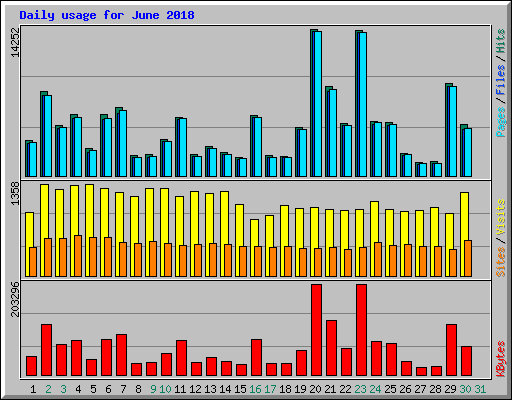 Daily usage for June 2018
14252
Pages / Files / Hits
1358
Sites / Visits
203296
KBytes
1 2 3 4 5 6 7 8 9 10 11 12 13 14 15 16 17 18 19 20 21 22 23 24 25 26 27 28 29 30 31